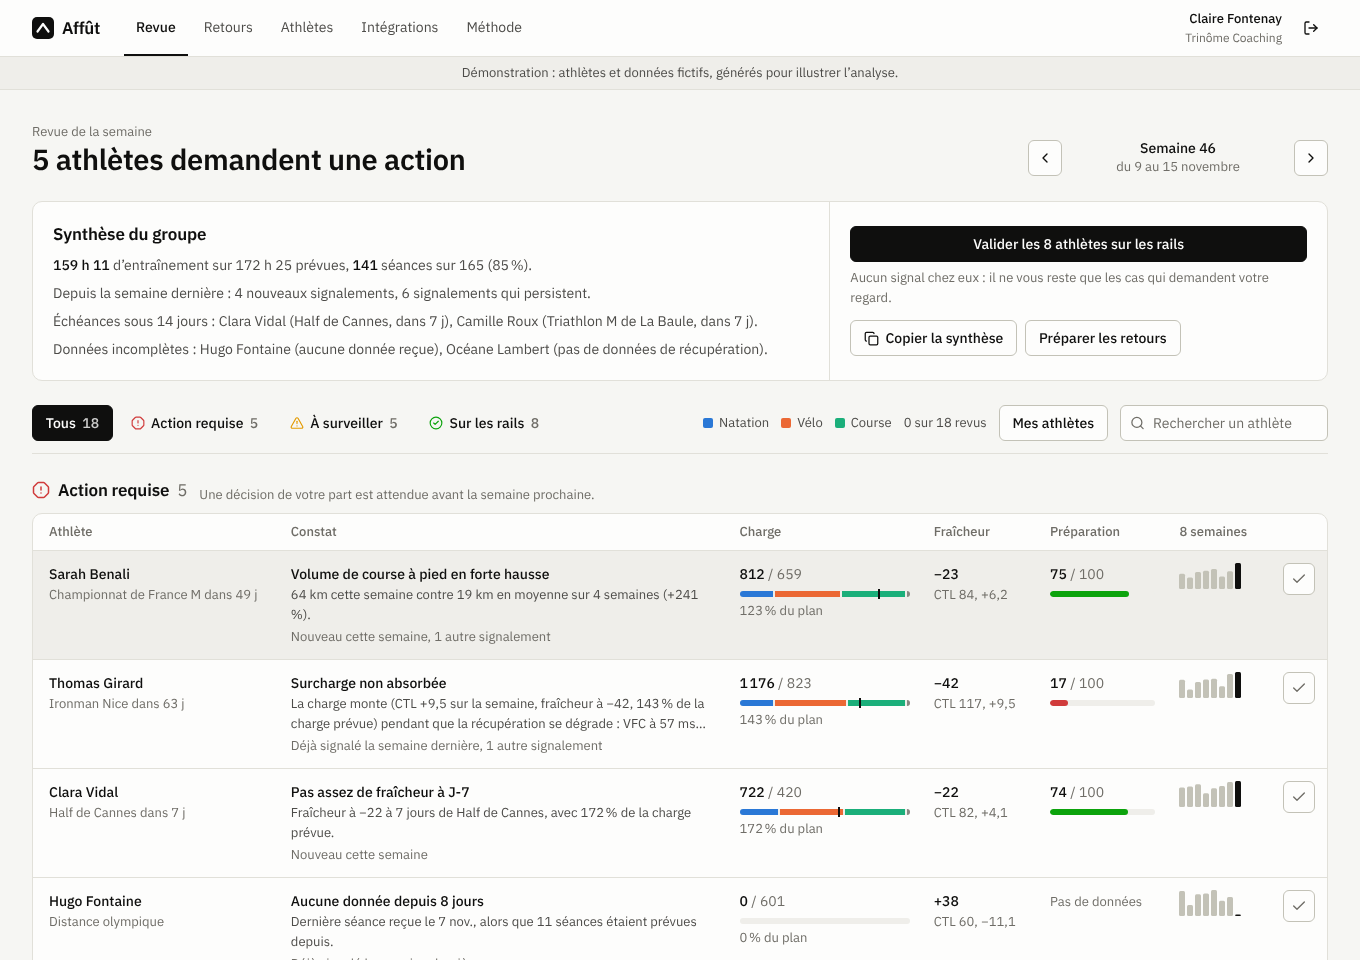 Affût
Revue
Retours
Athlètes
Intégrations
Méthode
Claire Fontenay
Trinôme Coaching
Démonstration : athlètes et données fictifs, générés pour illustrer l’analyse.
Revue de la semaine
5 athlètes demandent une action
Semaine 46
du 9 au 15 novembre
Synthèse du groupe
159 h 11 d’entraînement sur 172 h 25 prévues, 141 séances sur 165 (85 %).
Depuis la semaine dernière : 4 nouveaux signalements, 6 signalements qui persistent.
Échéances sous 14 jours : Clara Vidal (Half de Cannes, dans 7 j), Camille Roux (Triathlon M de La Baule, dans 7 j).
Données incomplètes : Hugo Fontaine (aucune donnée reçue), Océane Lambert (pas de données de récupération).
Valider les 8 athlètes sur les rails
Aucun signal chez eux : il ne vous reste que les cas qui demandent votre
regard.
Copier la synthèse
Préparer les retours
Tous 18
Action requise 5
À surveiller 5
Sur les rails 8
Natation
Vélo
Course
0 sur 18 revus
Mes athlètes
Rechercher un athlète
Action requise 5
Une décision de votre part est attendue avant la semaine prochaine.
Athlète
Constat
Charge
Fraîcheur
Préparation
8 semaines
Sarah Benali
Championnat de France M dans 49 j
Volume de course à pied en forte hausse
64 km cette semaine contre 19 km en moyenne sur 4 semaines (+241
%).
Nouveau cette semaine, 1 autre signalement
812 / 659
123 % du plan
−23
CTL 84, +6,2
75 / 100
Thomas Girard
Ironman Nice dans 63 j
Surcharge non absorbée
La charge monte (CTL +9,5 sur la semaine, fraîcheur à −42, 143 % de la
charge prévue) pendant que la récupération se dégrade : VFC à 57 ms…
Déjà signalé la semaine dernière, 1 autre signalement
1 176 / 823
143 % du plan
−42
CTL 117, +9,5
17 / 100
Clara Vidal
Half de Cannes dans 7 j
Pas assez de fraîcheur à J-7
Fraîcheur à −22 à 7 jours de Half de Cannes, avec 172 % de la charge
prévue.
Nouveau cette semaine
722 / 420
172 % du plan
−22
CTL 82, +4,1
74 / 100
Hugo Fontaine
Distance olympique
Aucune donnée depuis 8 jours
Dernière séance reçue le 7 nov., alors que 11 séances étaient prévues
depuis.
0 / 601
0 % du plan
+38
CTL 60, −11,1
Pas de données